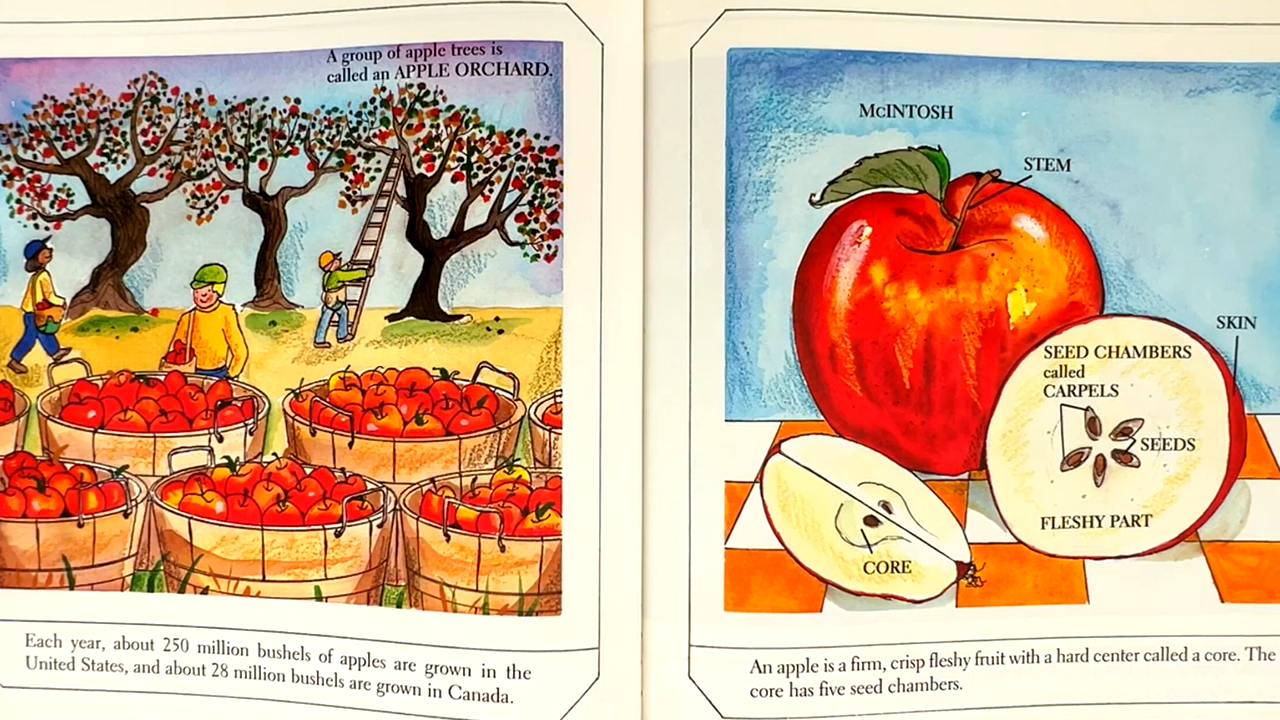 A group of apple trees is
called an APPLE ORCHARD.
Each year, about 250 million bushels of apples are grown in the
United States, and about 28 million bushels are grown in Canada.
McINTOSH
STEM
SKIN
SEED CHAMBERS
called
CARPELS
SEEDS
FLESHY PART
CORE
An apple is a firm, crisp fleshy fruit with a hard center called a core. The
core has five seed chambers.